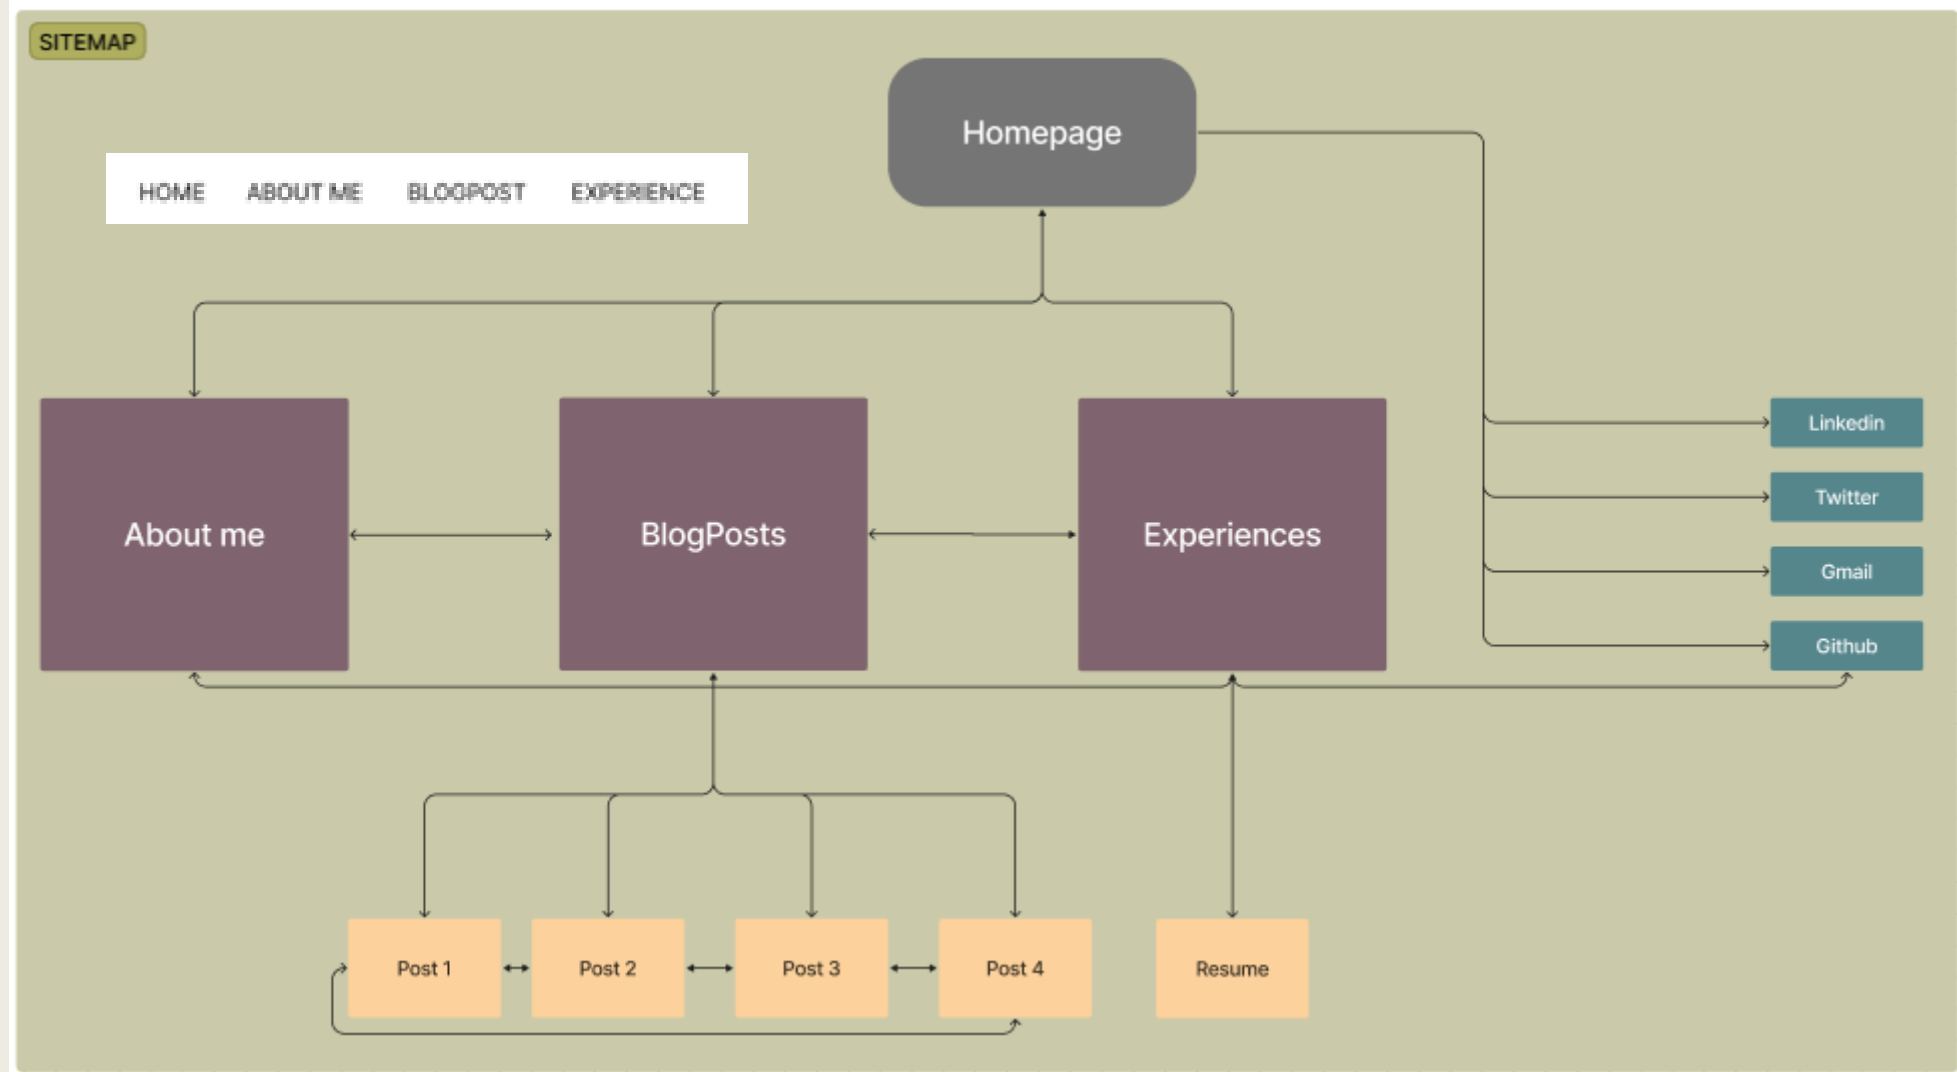 SITEMAP
Homepage
HOME ABOUT ME BLOGPOST EXPERIENCE
About me
BlogPosts
Experiences
Linkedin
Twitter
Gmail
Github
Post 1
Post 2
Post 3
Post 4
Resume